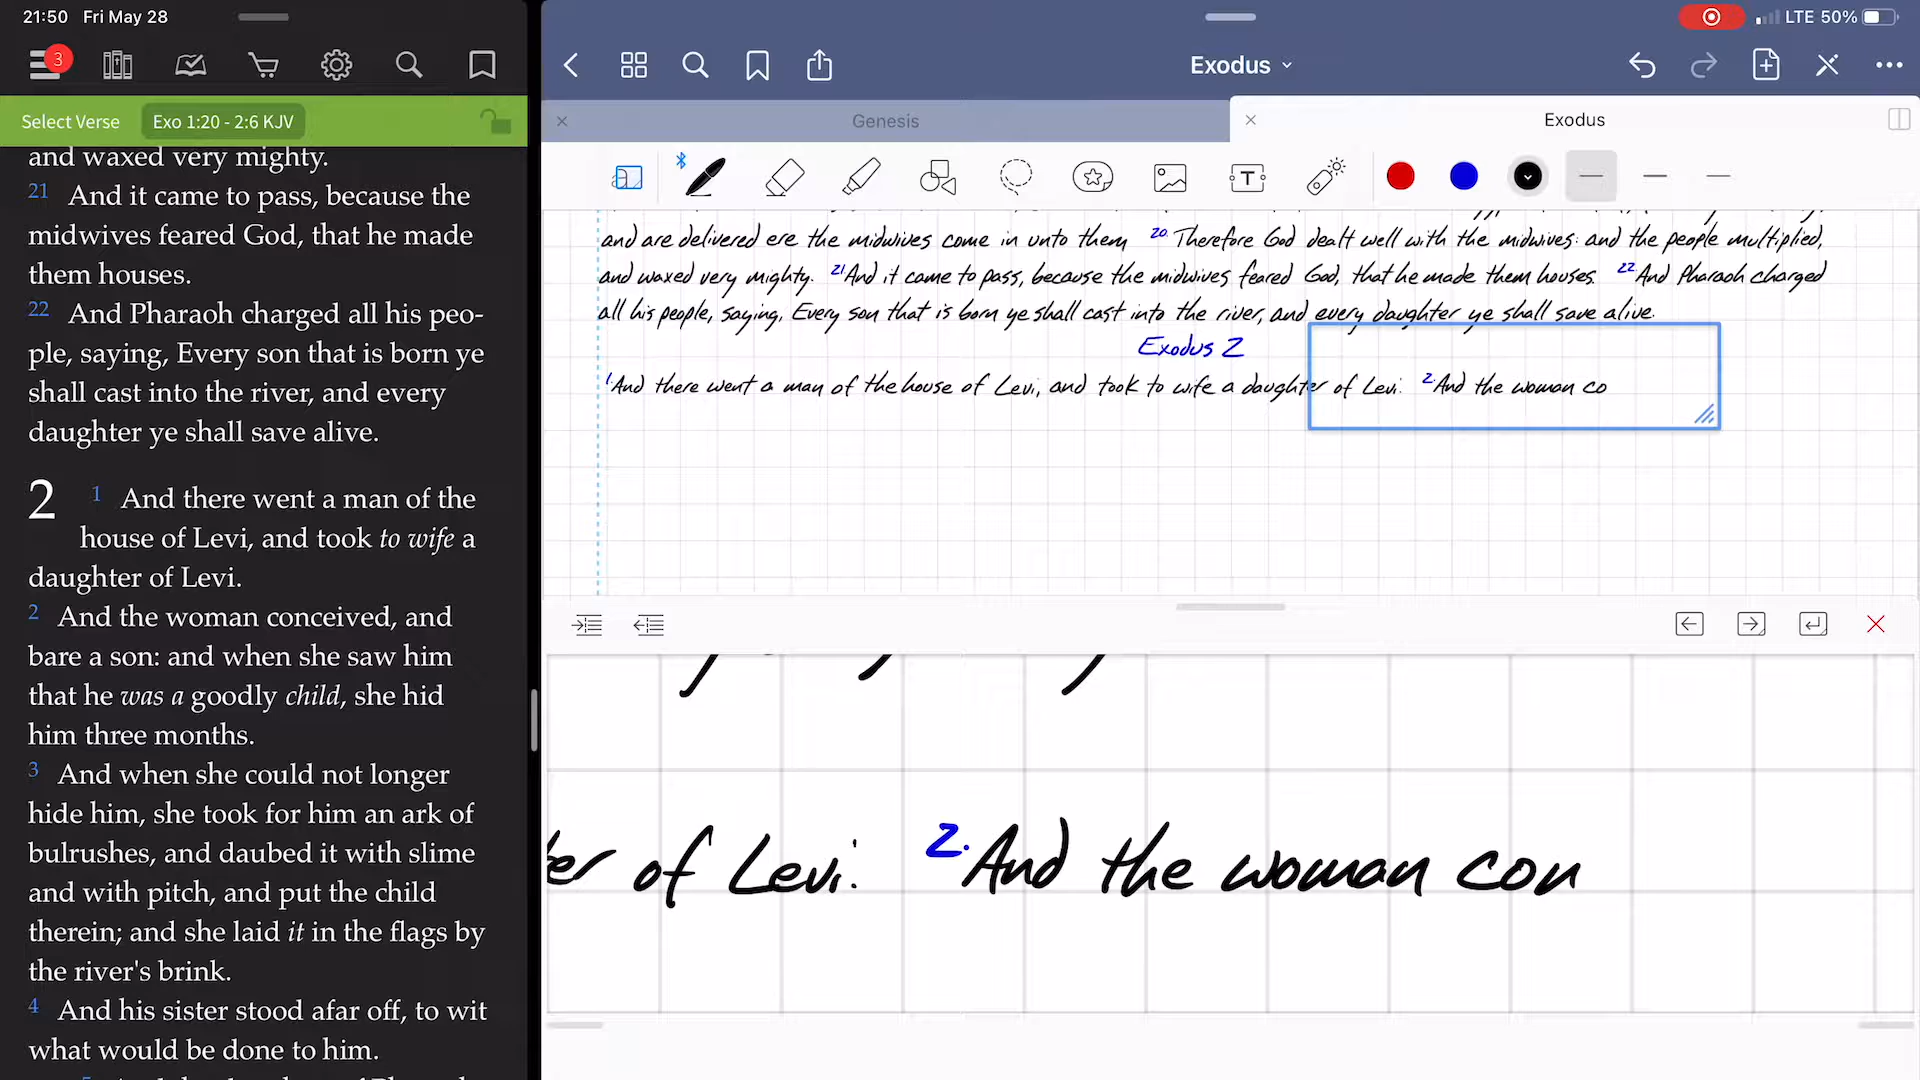 21:50 Fri May 28
LTE 50%
3
Exodus
Select Verse Exo 1:20 - 2:6 KJV
Genesis
Exodus
and waxed very mighty.
21 And it came to pass, because the
midwives feared God, that he made
them houses.
22 And Pharaoh charged all his peo-
ple, saying, Every son that is born ye
shall cast into the river, and every
daughter ye shall save alive.
2 1 And there went a man of the
house of Levi, and took to wife a
daughter of Levi.
2 And the woman conceived, and
bare a son: and when she saw him
that he was a goodly child, she hid
him three months.
3 And when she could not longer
hide him, she took for him an ark of
bulrushes, and daubed it with slime
and with pitch, and put the child
therein; and she laid it in the flags by
the river's brink.
4 And his sister stood afar off, to wit
what would be done to him.
and are delivered ere the midwives come in unto them 20. Therefore God dealt well with the midwives: and the people multiplied,
and waxed very mighty. 21 And it came to pass, because the midwives feared God, that he made them houses. 22. And Pharaoh charged
all his people, saying, Every son that is born ye shall cast into the river, and every daughter ye shall save alive.
Exodus 2
1 And there went a man of the house of Levi, and took to wife a daughter of Levi. 2. And the woman co
ter of Levi. 2. And the woman con